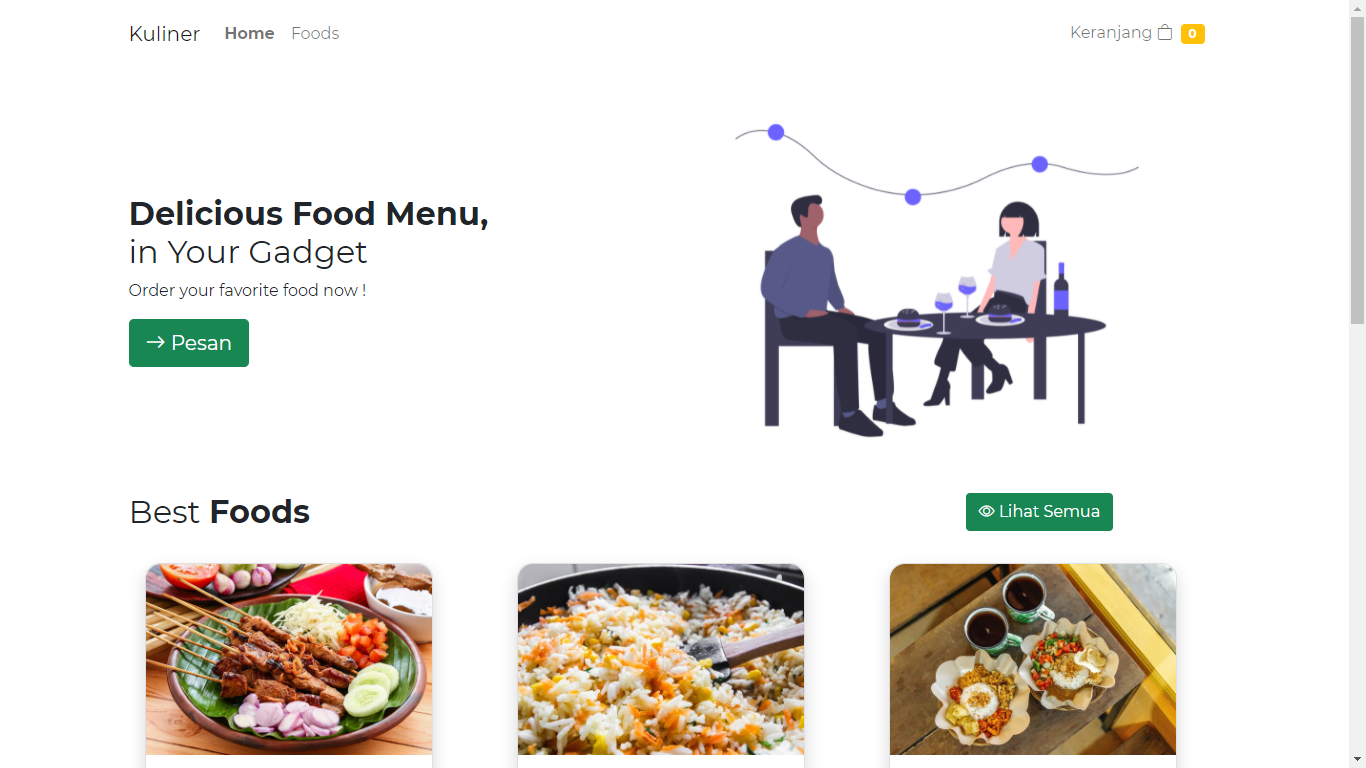 Kuliner Home Foods Keranjang 0
Delicious Food Menu,
in Your Gadget
Order your favorite food now !
→ Pesan
Best Foods
Lihat Semua